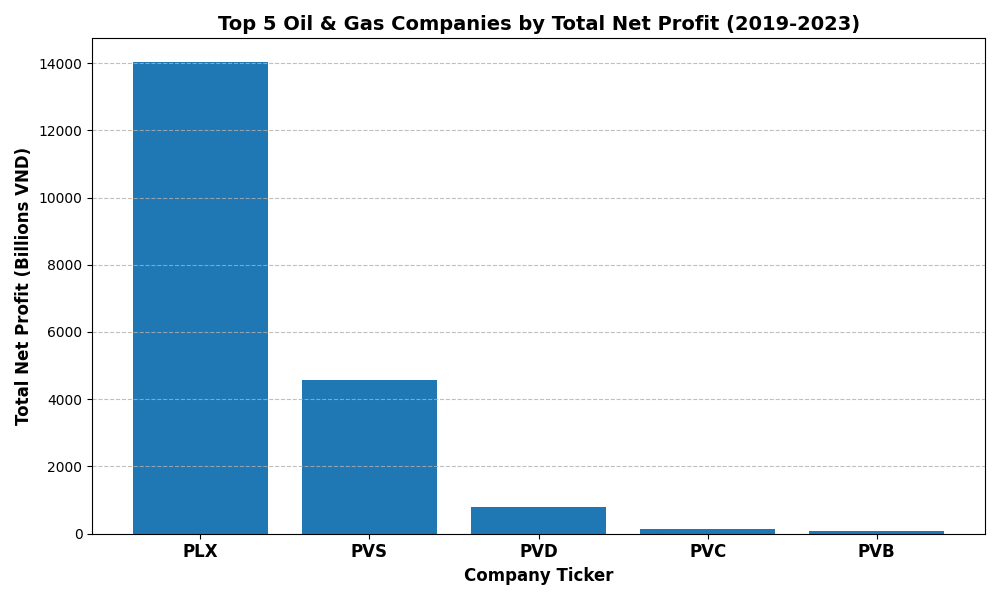 Top 5 Oil & Gas Companies by Total Net Profit (2019-2023)
Total Net Profit (Billions VND)
14000
12000
10000
8000
6000
4000
2000
0
PLX PVS PVD PVC PVB
Company Ticker